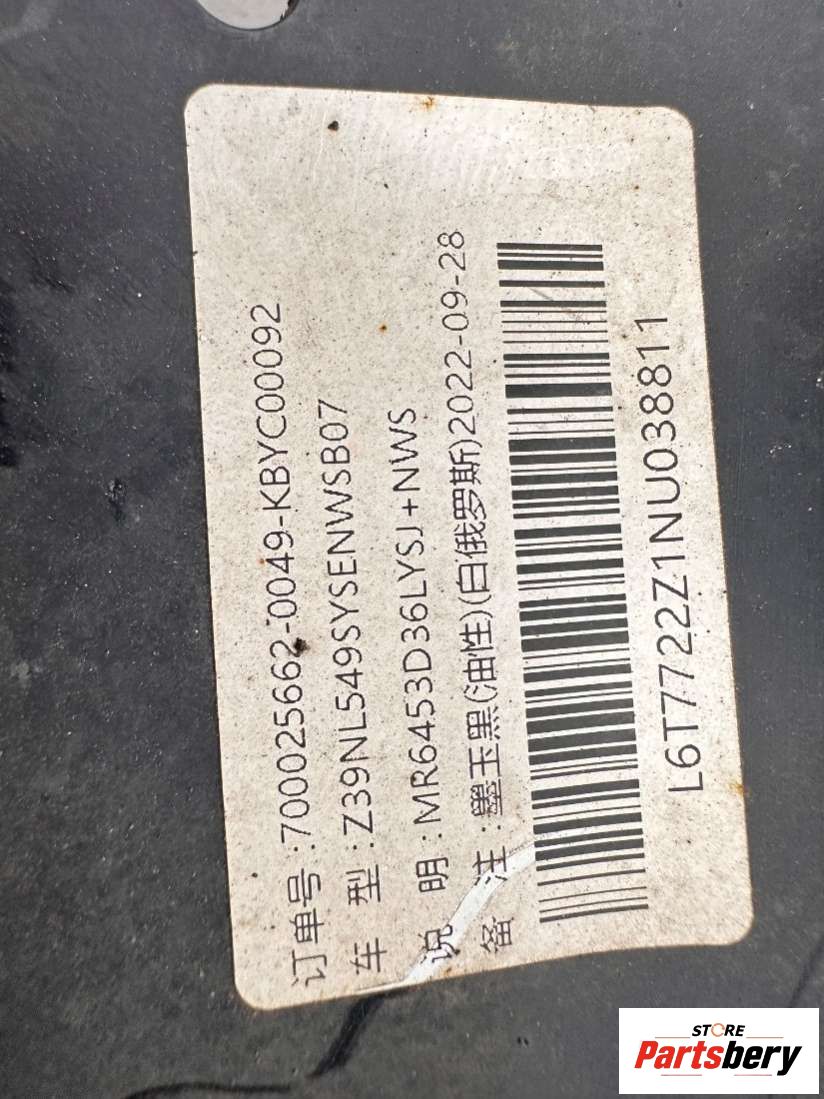 订单号:700025662-0049-KBYC00092
车 型:Z39NL549SYSENWSB07
说 明:MR6453D36LYSJ+NWS
备 注:墨玉黑(油性)(白俄罗斯)2022-09-28
L6T7722Z1NU038811
STORE
Partsbery